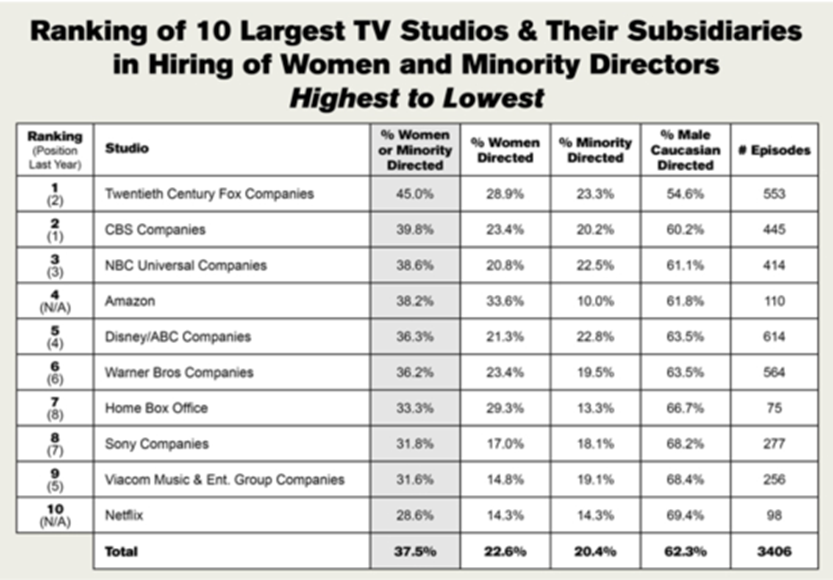 Ranking of 10 Largest TV Studios & Their Subsidiaries
in Hiring of Women and Minority Directors
Highest to Lowest
Ranking (Position Last Year) Studio % Women or Minority Directed % Women Directed % Minority Directed % Male Caucasian Directed # Episodes
1 (2) Twentieth Century Fox Companies 45.0% 28.9% 23.3% 54.6% 553
2 (1) CBS Companies 39.8% 23.4% 20.2% 60.2% 445
3 (3) NBC Universal Companies 38.6% 20.8% 22.5% 61.1% 414
4 (N/A) Amazon 38.2% 33.6% 10.0% 61.8% 110
5 (4) Disney/ABC Companies 36.3% 21.3% 22.8% 63.5% 614
6 (6) Warner Bros Companies 36.2% 23.4% 19.5% 63.5% 564
7 (8) Home Box Office 33.3% 29.3% 13.3% 66.7% 75
8 (7) Sony Companies 31.8% 17.0% 18.1% 68.2% 277
9 (5) Viacom Music & Ent. Group Companies 31.6% 14.8% 19.1% 68.4% 256
10 (N/A) Netflix 28.6% 14.3% 14.3% 69.4% 98
Total 37.5% 22.6% 20.4% 62.3% 3406